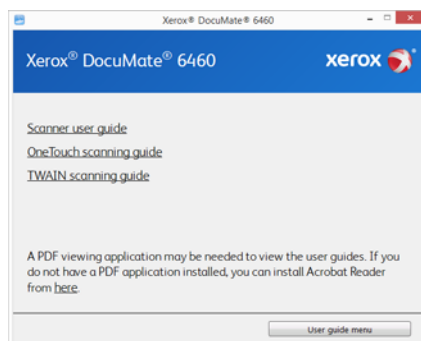 Xerox® DocuMate® 6460
Xerox® DocuMate® 6460
xerox
Scanner user guide
OneTouch scanning guide
TWAIN scanning guide
A PDF viewing application may be needed to view the user guides. If you
do not have a PDF application installed, you can install Acrobat Reader
from here.
User guide menu